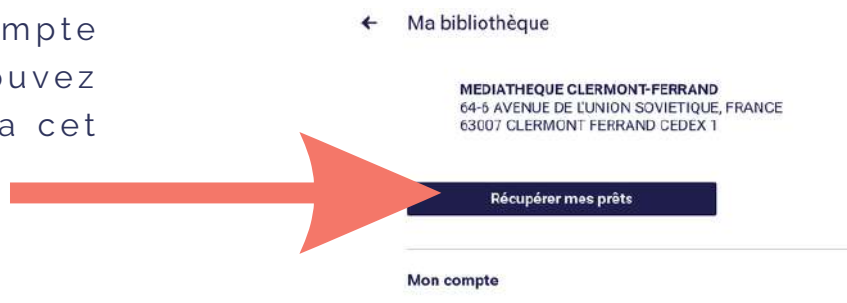 mpte
ouvez
a cet
← Ma bibliothèque
MEDIATHEQUE CLERMONT-FERRAND
64-6 AVENUE DE L'UNION SOVIETIQUE, FRANCE
63007 CLERMONT FERRAND CEDEX 1
Récupérer mes prêts
Mon compte